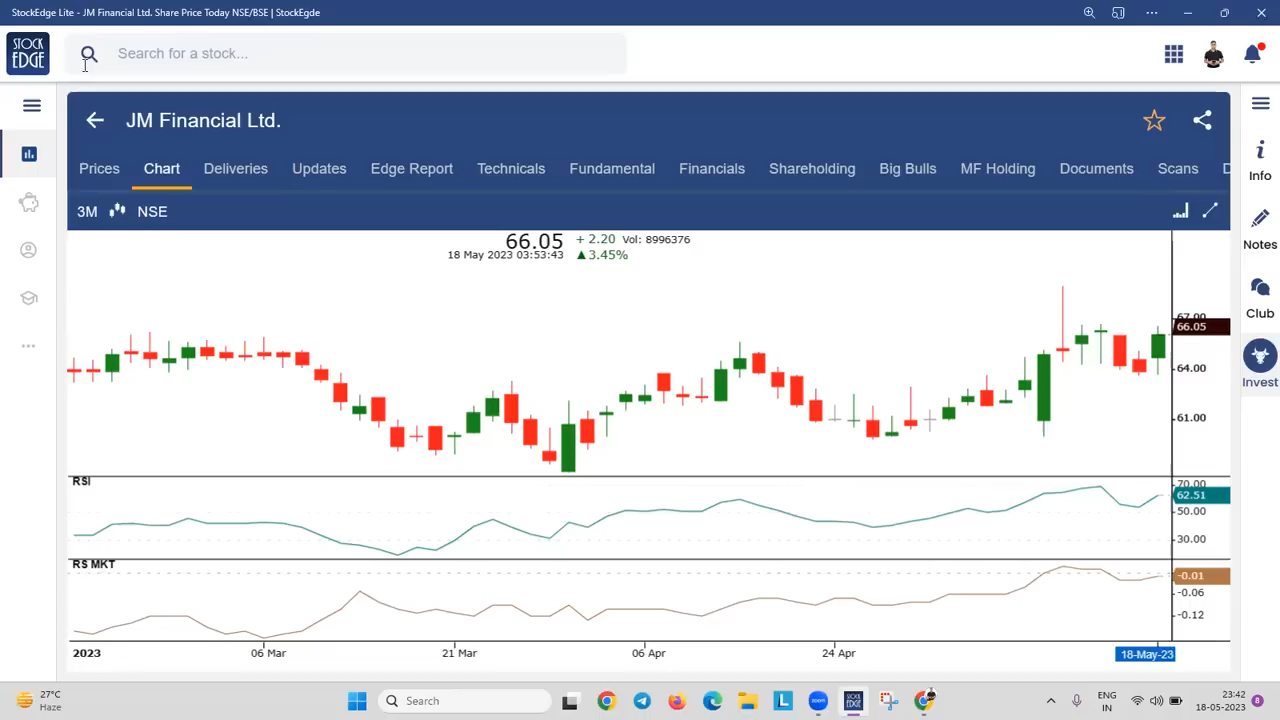 StockEdge Lite - JM Financial Ltd. Share Price Today NSE/BSE | StockEgde
STOCK
EDGE
Search for a stock...
JM Financial Ltd.
Prices Chart Deliveries Updates Edge Report Technicals Fundamental Financials Shareholding Big Bulls MF Holding Documents Scans D
3M NSE
Info
Notes
Club
Invest
66.05 + 2.20 Vol: 8996376
18 May 2023 03:53:43 ▲3.45%
67.00
66.05
64.00
61.00
RSI
70.00
62.51
50.00
30.00
RS MKT
-0.01
-0.06
-0.12
2023 06 Mar 21 Mar 06 Apr 24 Apr 18-May-23
27°C
Haze
Search
L
zoom
STOCK
EDGE
ENG
IN
23:42
18-05-2023
8